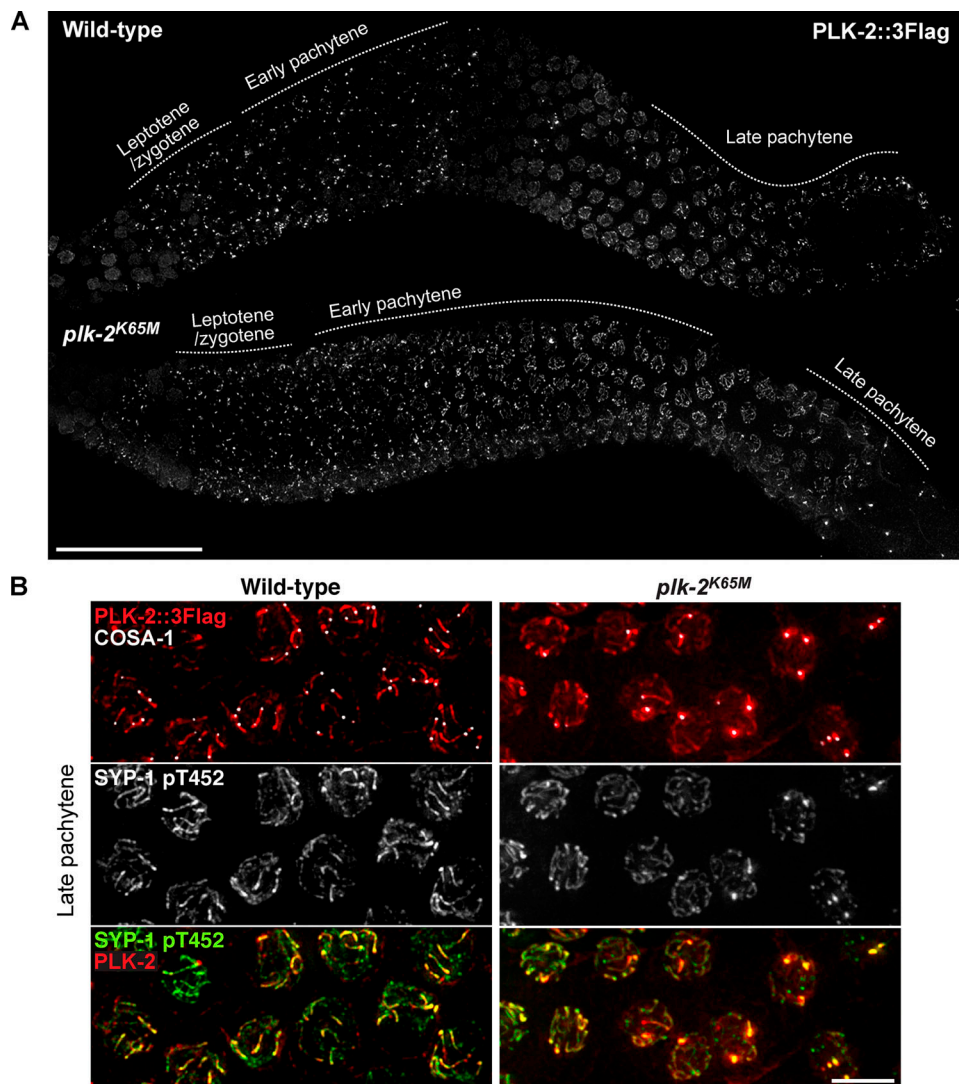 A
Wild-type
PLK-2::3Flag
Early pachytene
Leptotene
/zygotene
Late pachytene
plk-2K65M
Leptotene
/zygotene
Early pachytene
Late pachytene
B
Wild-type
plk-2K65M
PLK-2::3Flag
COSA-1
Late pachytene
SYP-1 pT452
SYP-1 pT452
PLK-2